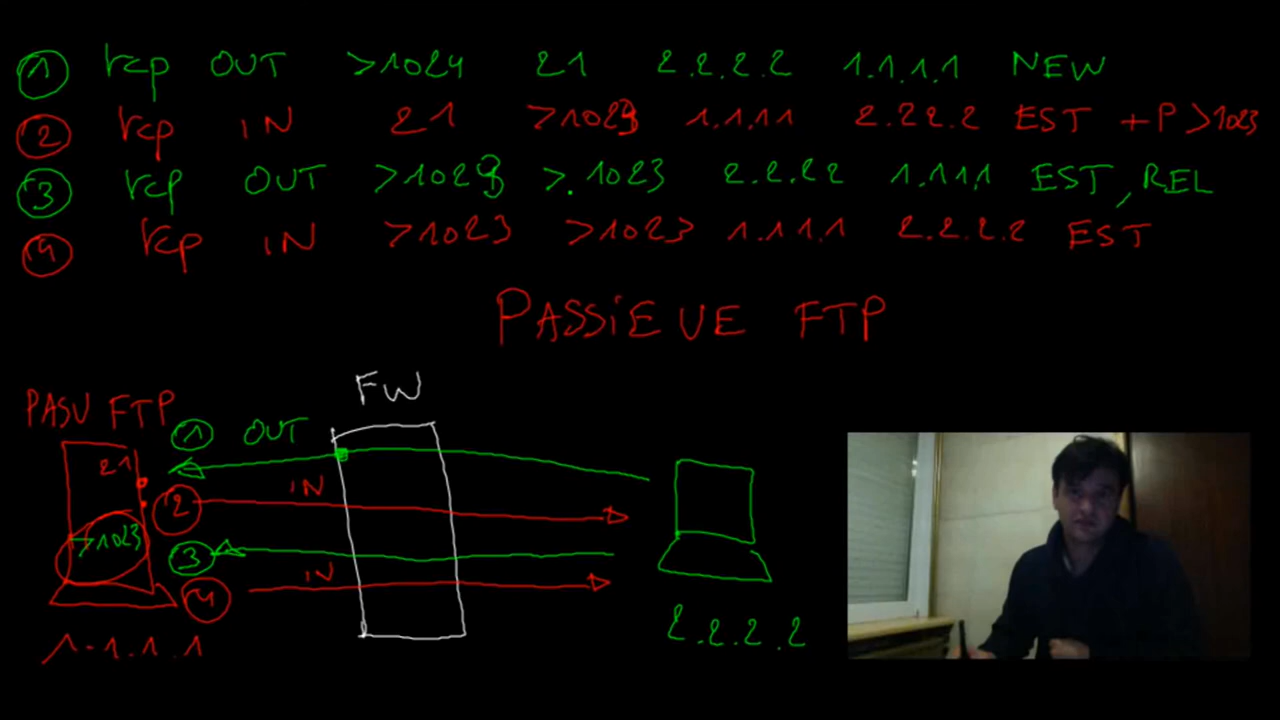 1 tcp OUT >1024 21 2.2.2.2 1.1.1.1 NEW
2 tcp IN 21 >1023 1.1.1.1 2.2.2.2 EST + P >1023
3 tcp OUT >1023 >.1023 2.2.2.2 1.1.1.1 EST, REL
4 tcp IN >1023 >1023 1.1.1.1 2.2.2.2 EST
PASSiEVE FTP
FW
PASV FTP
1 OUT
21
IN
2
>1023
3
IN
4
1.1.1.1
2.2.2.2